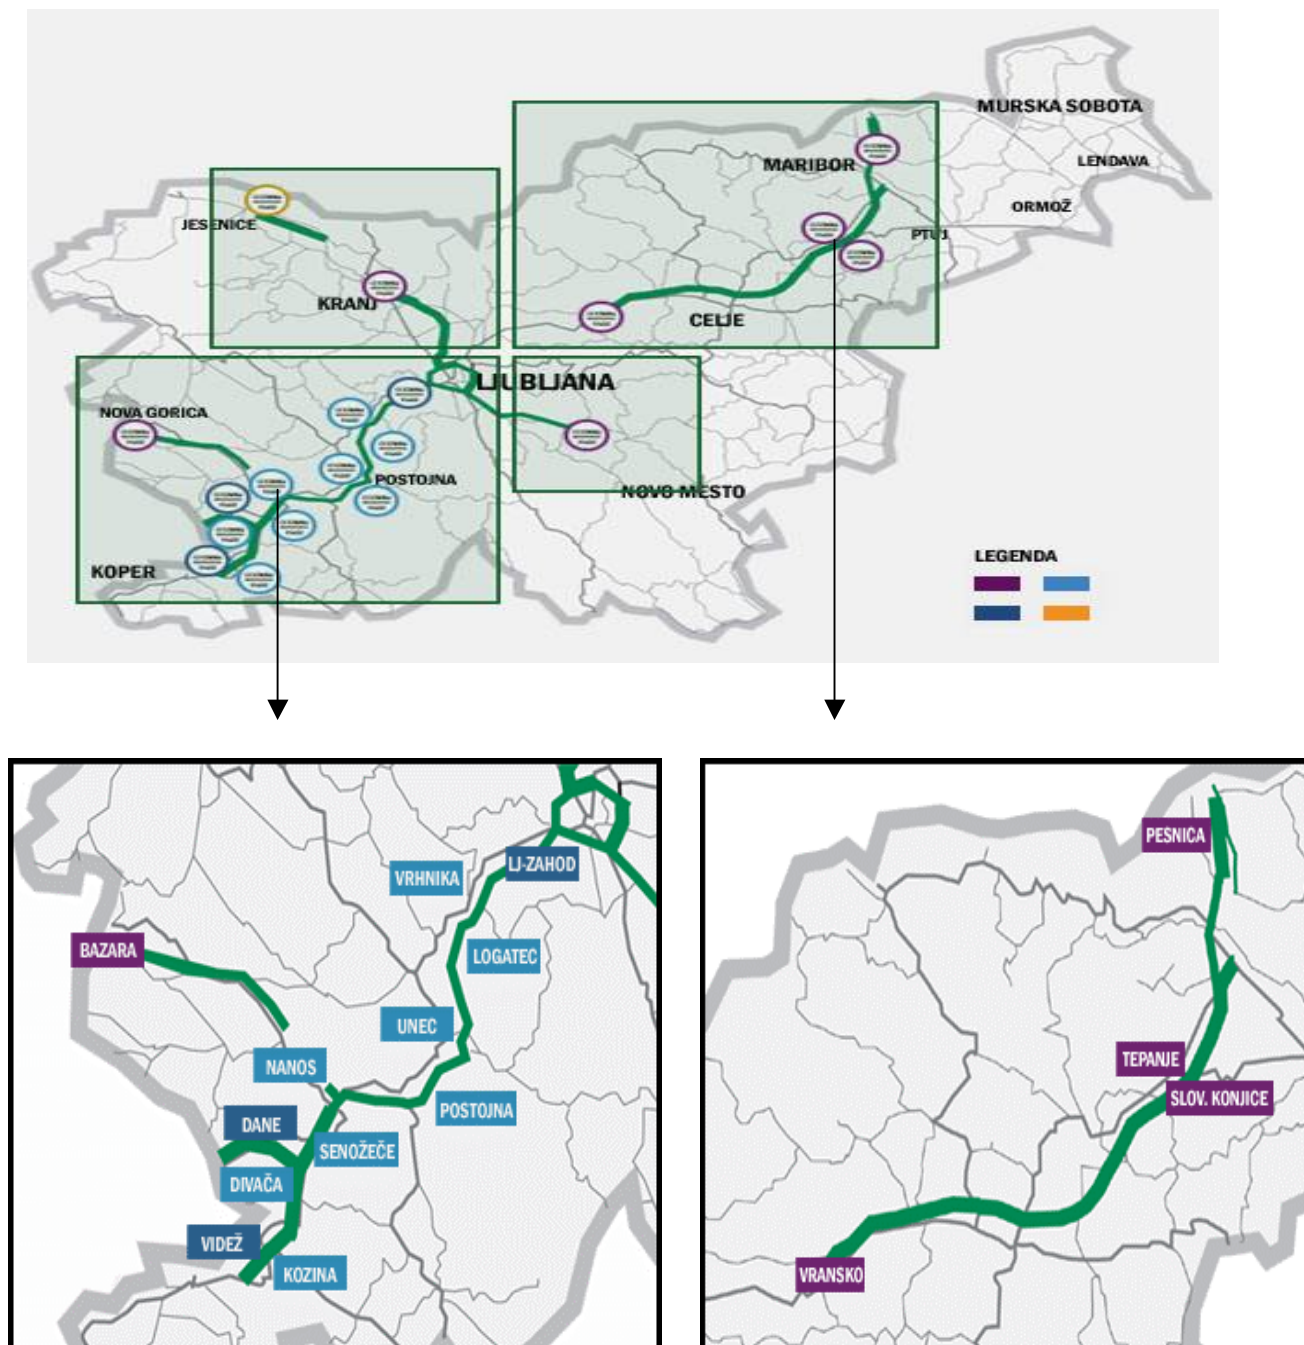 MURSKA SOBOTA
MARIBOR
LENDAVA
ORMOŽ
JESENICE
PTUJ
KRANJ
CELJE
LJUBLJANA
NOVA GORICA
POSTOJNA
NOVO MESTO
KOPER
LEGENDA
VRHNIKA
LJ-ZAHOD
BAZARA
LOGATEC
UNEC
NANOS
POSTOJNA
DANE
SENOŽEČE
DIVAČA
VIDEŽ
KOZINA
PESNICA
TEPANJE
SLOV. KONJICE
VRANSKO